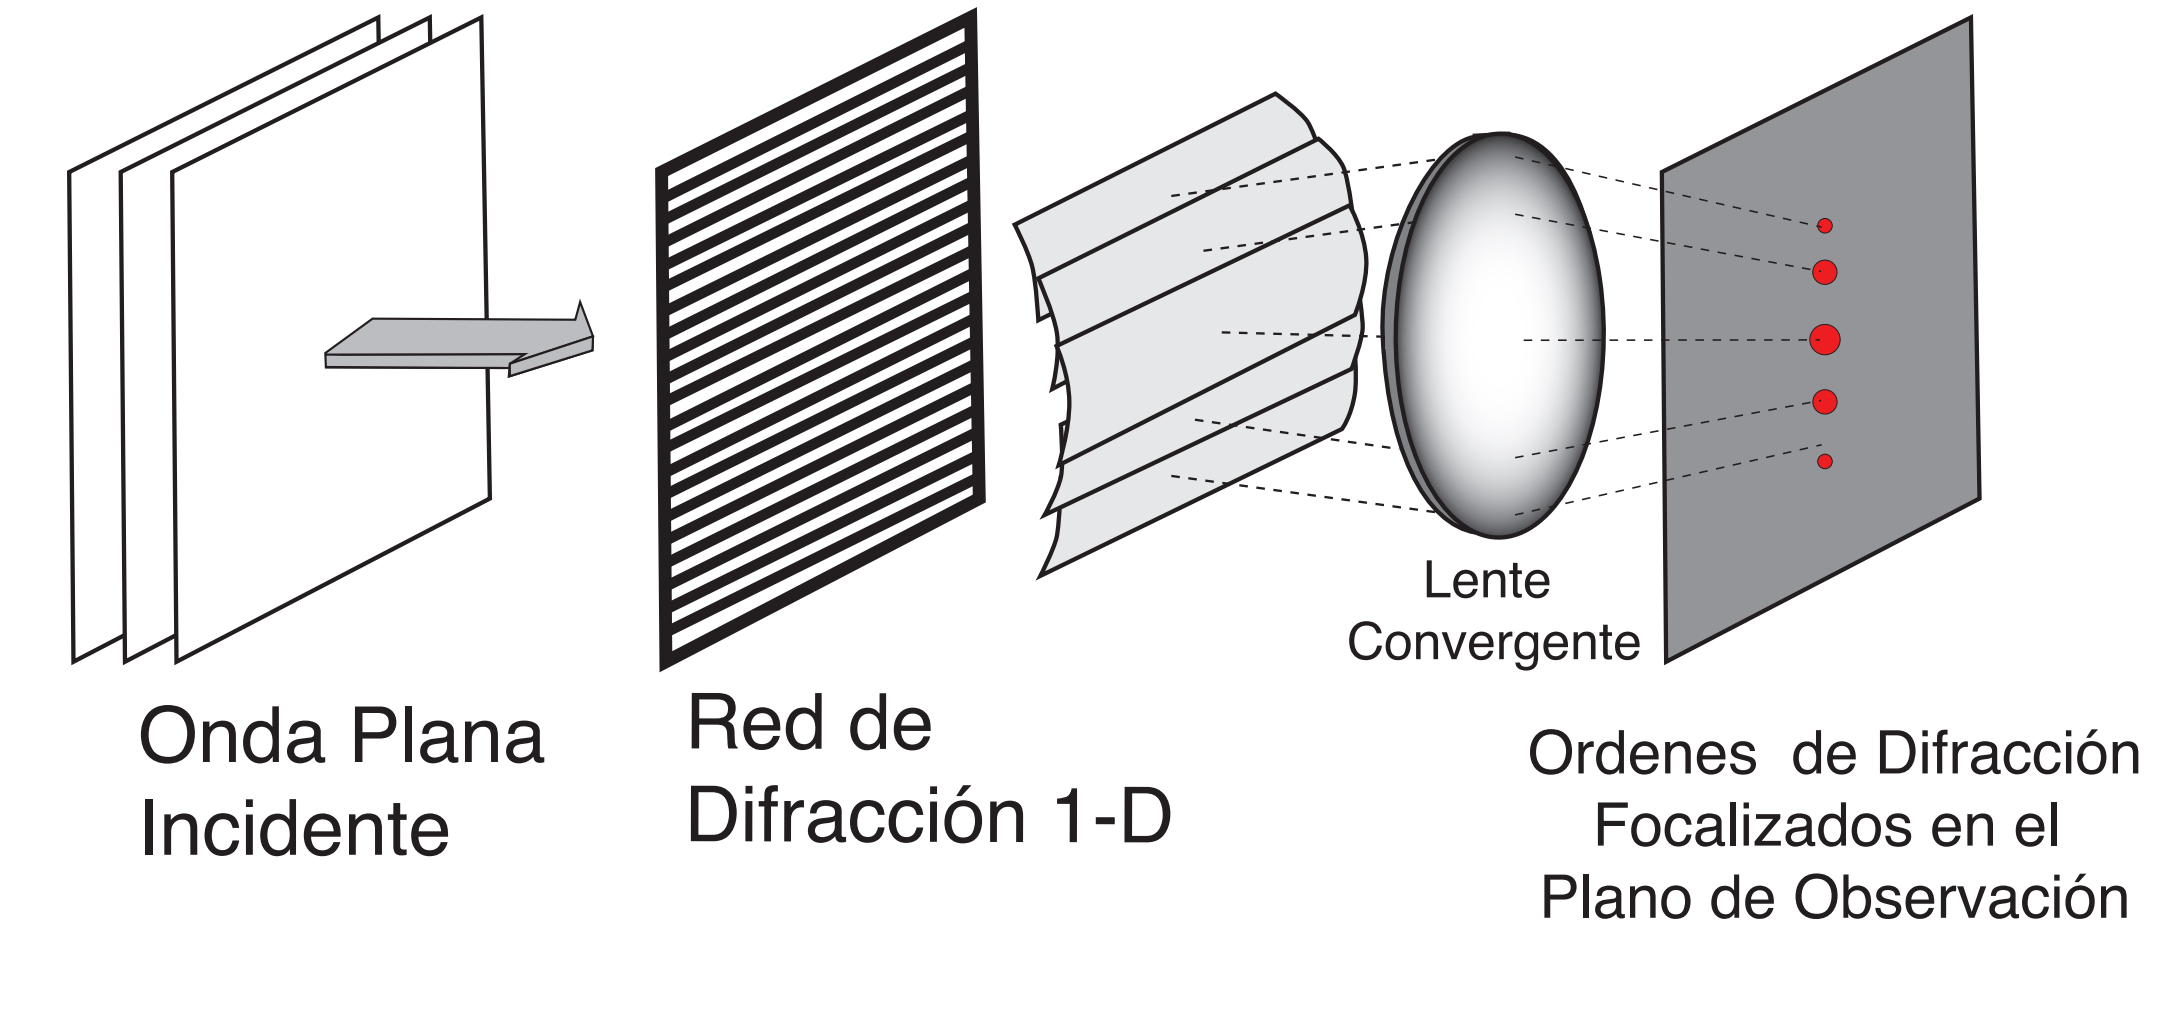 Onda Plana
Incidente
Red de
Difracción 1-D
Lente
Convergente
Ordenes de Difracción
Focalizados en el
Plano de Observación